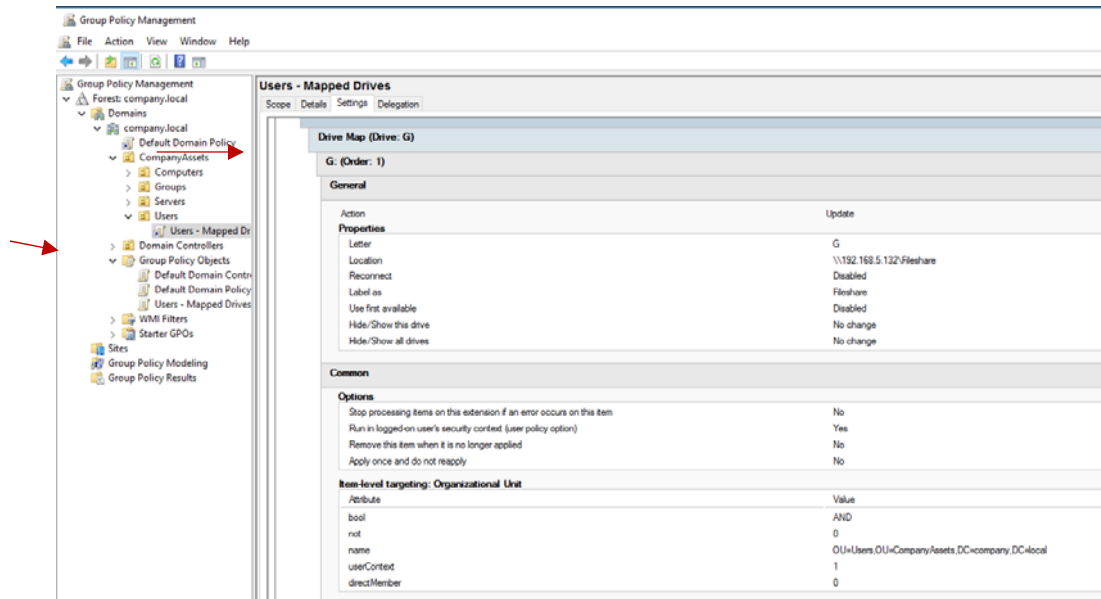 Group Policy Management
File Action View Window Help
Group Policy Management
Forest: company.local
Domains
company.local
Default Domain Policy
CompanyAssets
Computers
Groups
Servers
Users
Users - Mapped Dr
Domain Controllers
Group Policy Objects
Default Domain Contr
Default Domain Policy
Users - Mapped Drives
WMI Filters
Starter GPOs
Sites
Group Policy Modeling
Group Policy Results
Users - Mapped Drives
Scope Details Settings Delegation
Drive Map (Drive: G)
G: (Order: 1)
General
Action Update
Properties
Letter G
Location \\192.168.5.132\Fileshare
Reconnect Disabled
Label as Fileshare
Use first available Disabled
Hide/Show this drive No change
Hide/Show all drives No change
Common
Options
Stop processing items on this extension if an error occurs on this item No
Run in logged-on user's security context (user policy option) Yes
Remove this item when it is no longer applied No
Apply once and do not reapply No
Item-level targeting: Organizational Unit
Attribute Value
bool AND
not 0
name OU=Users,OU=CompanyAssets,DC=company,DC=local
userContext 1
directMember 0